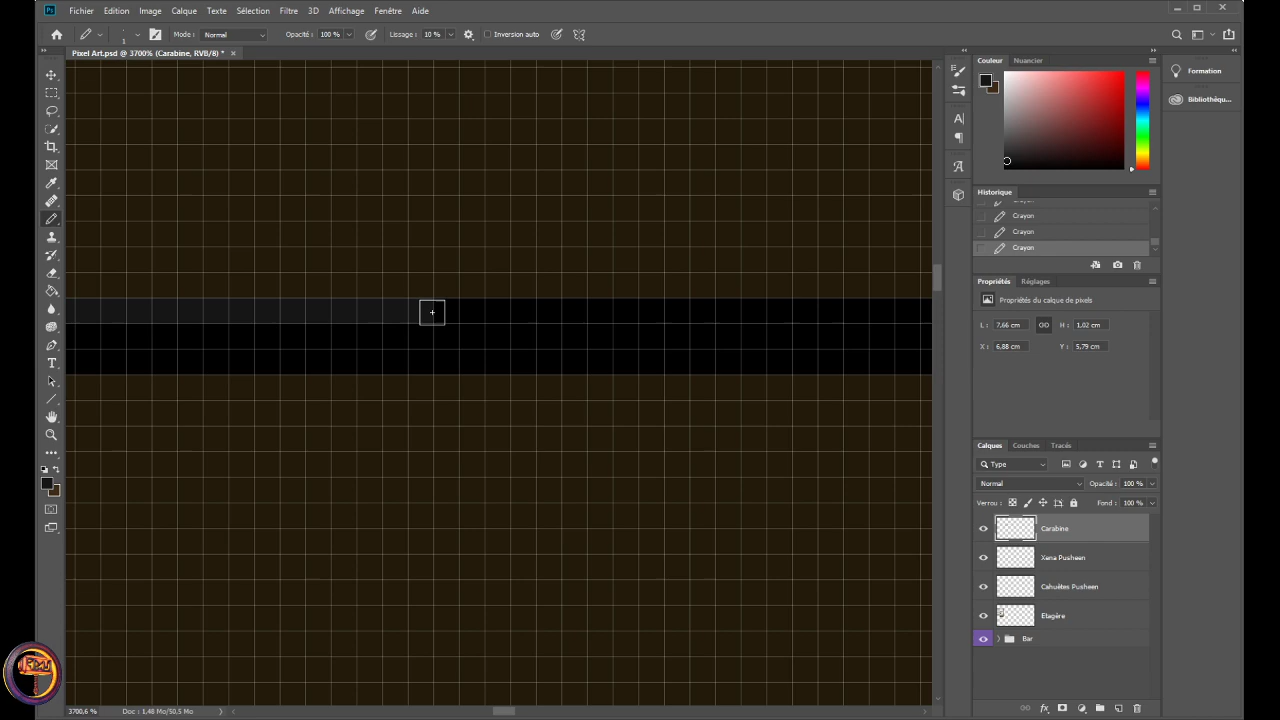 Ps Fichier Edition Image Calque Texte Sélection Filtre 3D Affichage Fenêtre Aide
1 Mode : Normal Opacité : 100 % Lissage : 10 % Inversion auto
Pixel Art.psd @ 3700% (Carabine, RVB/8) * ×
Couleur Nuancier
Formation
Bibliothèqu...
Historique
Crayon
Crayon
Crayon
Propriétés Réglages
Propriétés du calque de pixels
L : 7,66 cm H : 1,02 cm
X : 6,88 cm Y : 5,79 cm
Calques Couches Tracés
Type
Normal Opacité : 100 %
Verrou : Fond : 100 %
Carabine
Xena Pusheen
Cahuètes Pusheen
Etagère
Bar
3700,6 % Doc : 1,48 Mo/50,5 Mo